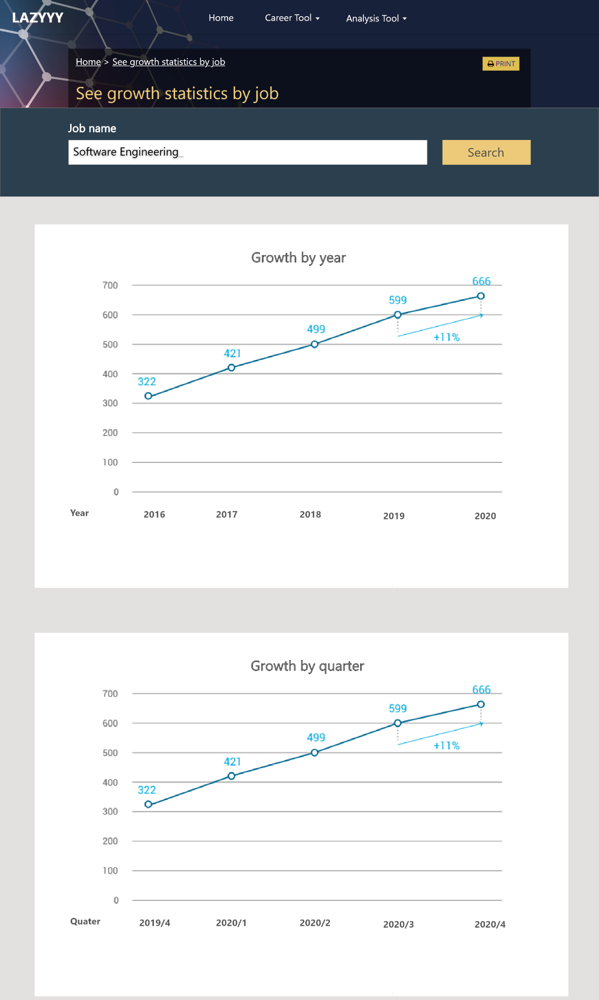 LAZYYY
Home Career Tool Analysis Tool
Home > See growth statistics by job
PRINT
See growth statistics by job
Job name
Software Engineering_
Search
Growth by year
700
600
500
400
300
200
100
0
322
421
499
599
666
+11%
Year 2016 2017 2018 2019 2020
Growth by quarter
700
600
500
400
300
200
100
0
322
421
499
599
666
+11%
Quater 2019/4 2020/1 2020/2 2020/3 2020/4